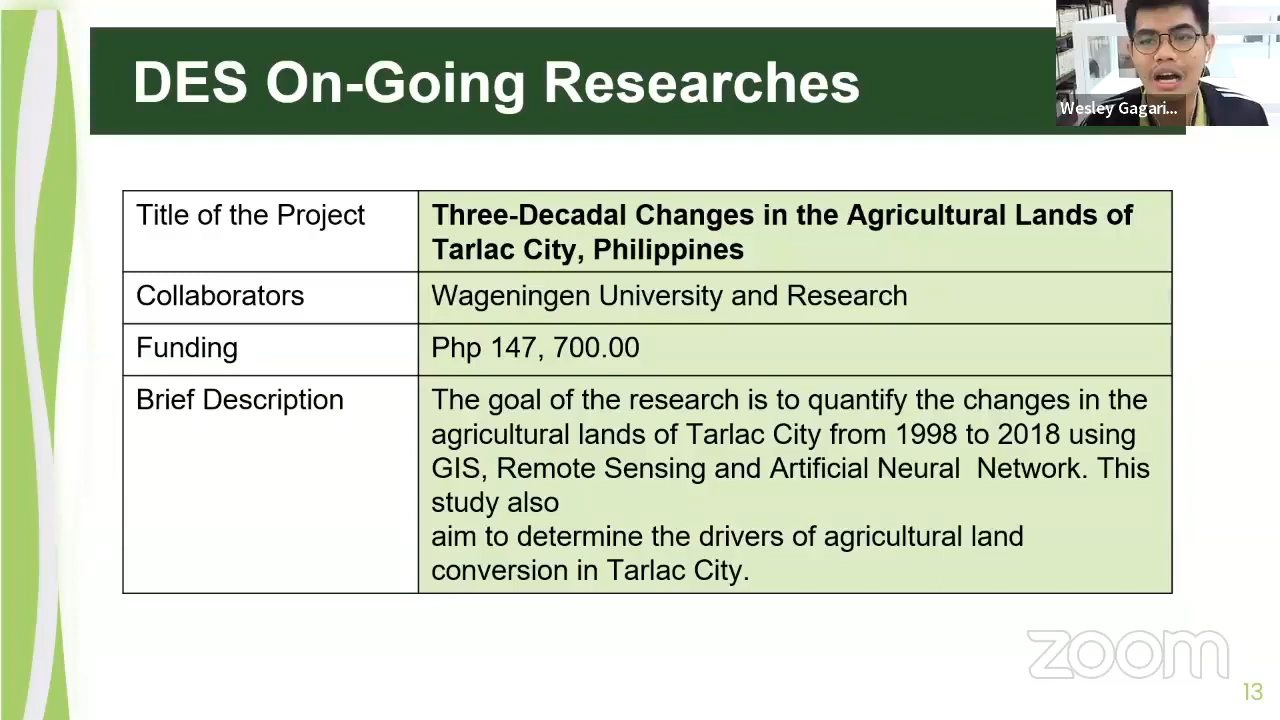 DES On-Going Researches
Wesley Gagari...
Title of the Project
Three-Decadal Changes in the Agricultural Lands of
Tarlac City, Philippines
Collaborators
Wageningen University and Research
Funding
Php 147, 700.00
Brief Description
The goal of the research is to quantify the changes in the
agricultural lands of Tarlac City from 1998 to 2018 using
GIS, Remote Sensing and Artificial Neural  Network. This
study also
aim to determine the drivers of agricultural land
conversion in Tarlac City.
zoom
13